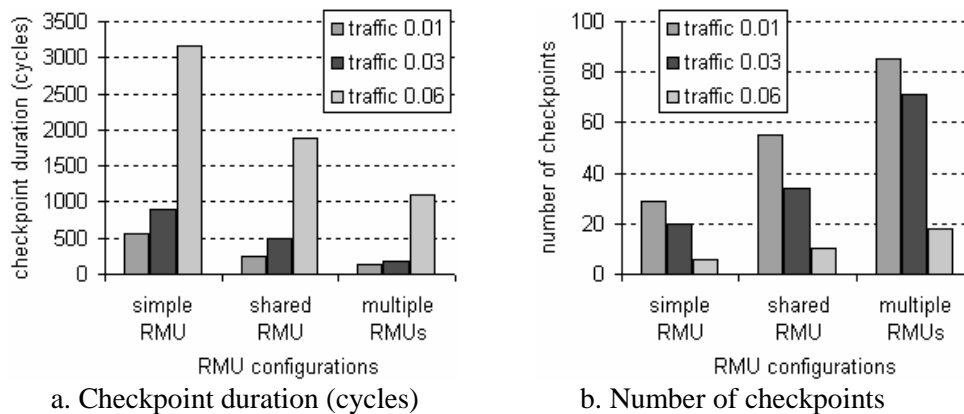 checkpoint duration (cycles)
3500
3000
2500
2000
1500
1000
500
0
traffic 0.01
traffic 0.03
traffic 0.06
simple RMU
shared RMU
multiple RMUs
RMU configurations
a. Checkpoint duration (cycles)
number of checkpoints
100
80
60
40
20
0
traffic 0.01
traffic 0.03
traffic 0.06
simple RMU
shared RMU
multiple RMUs
RMU configurations
b. Number of checkpoints